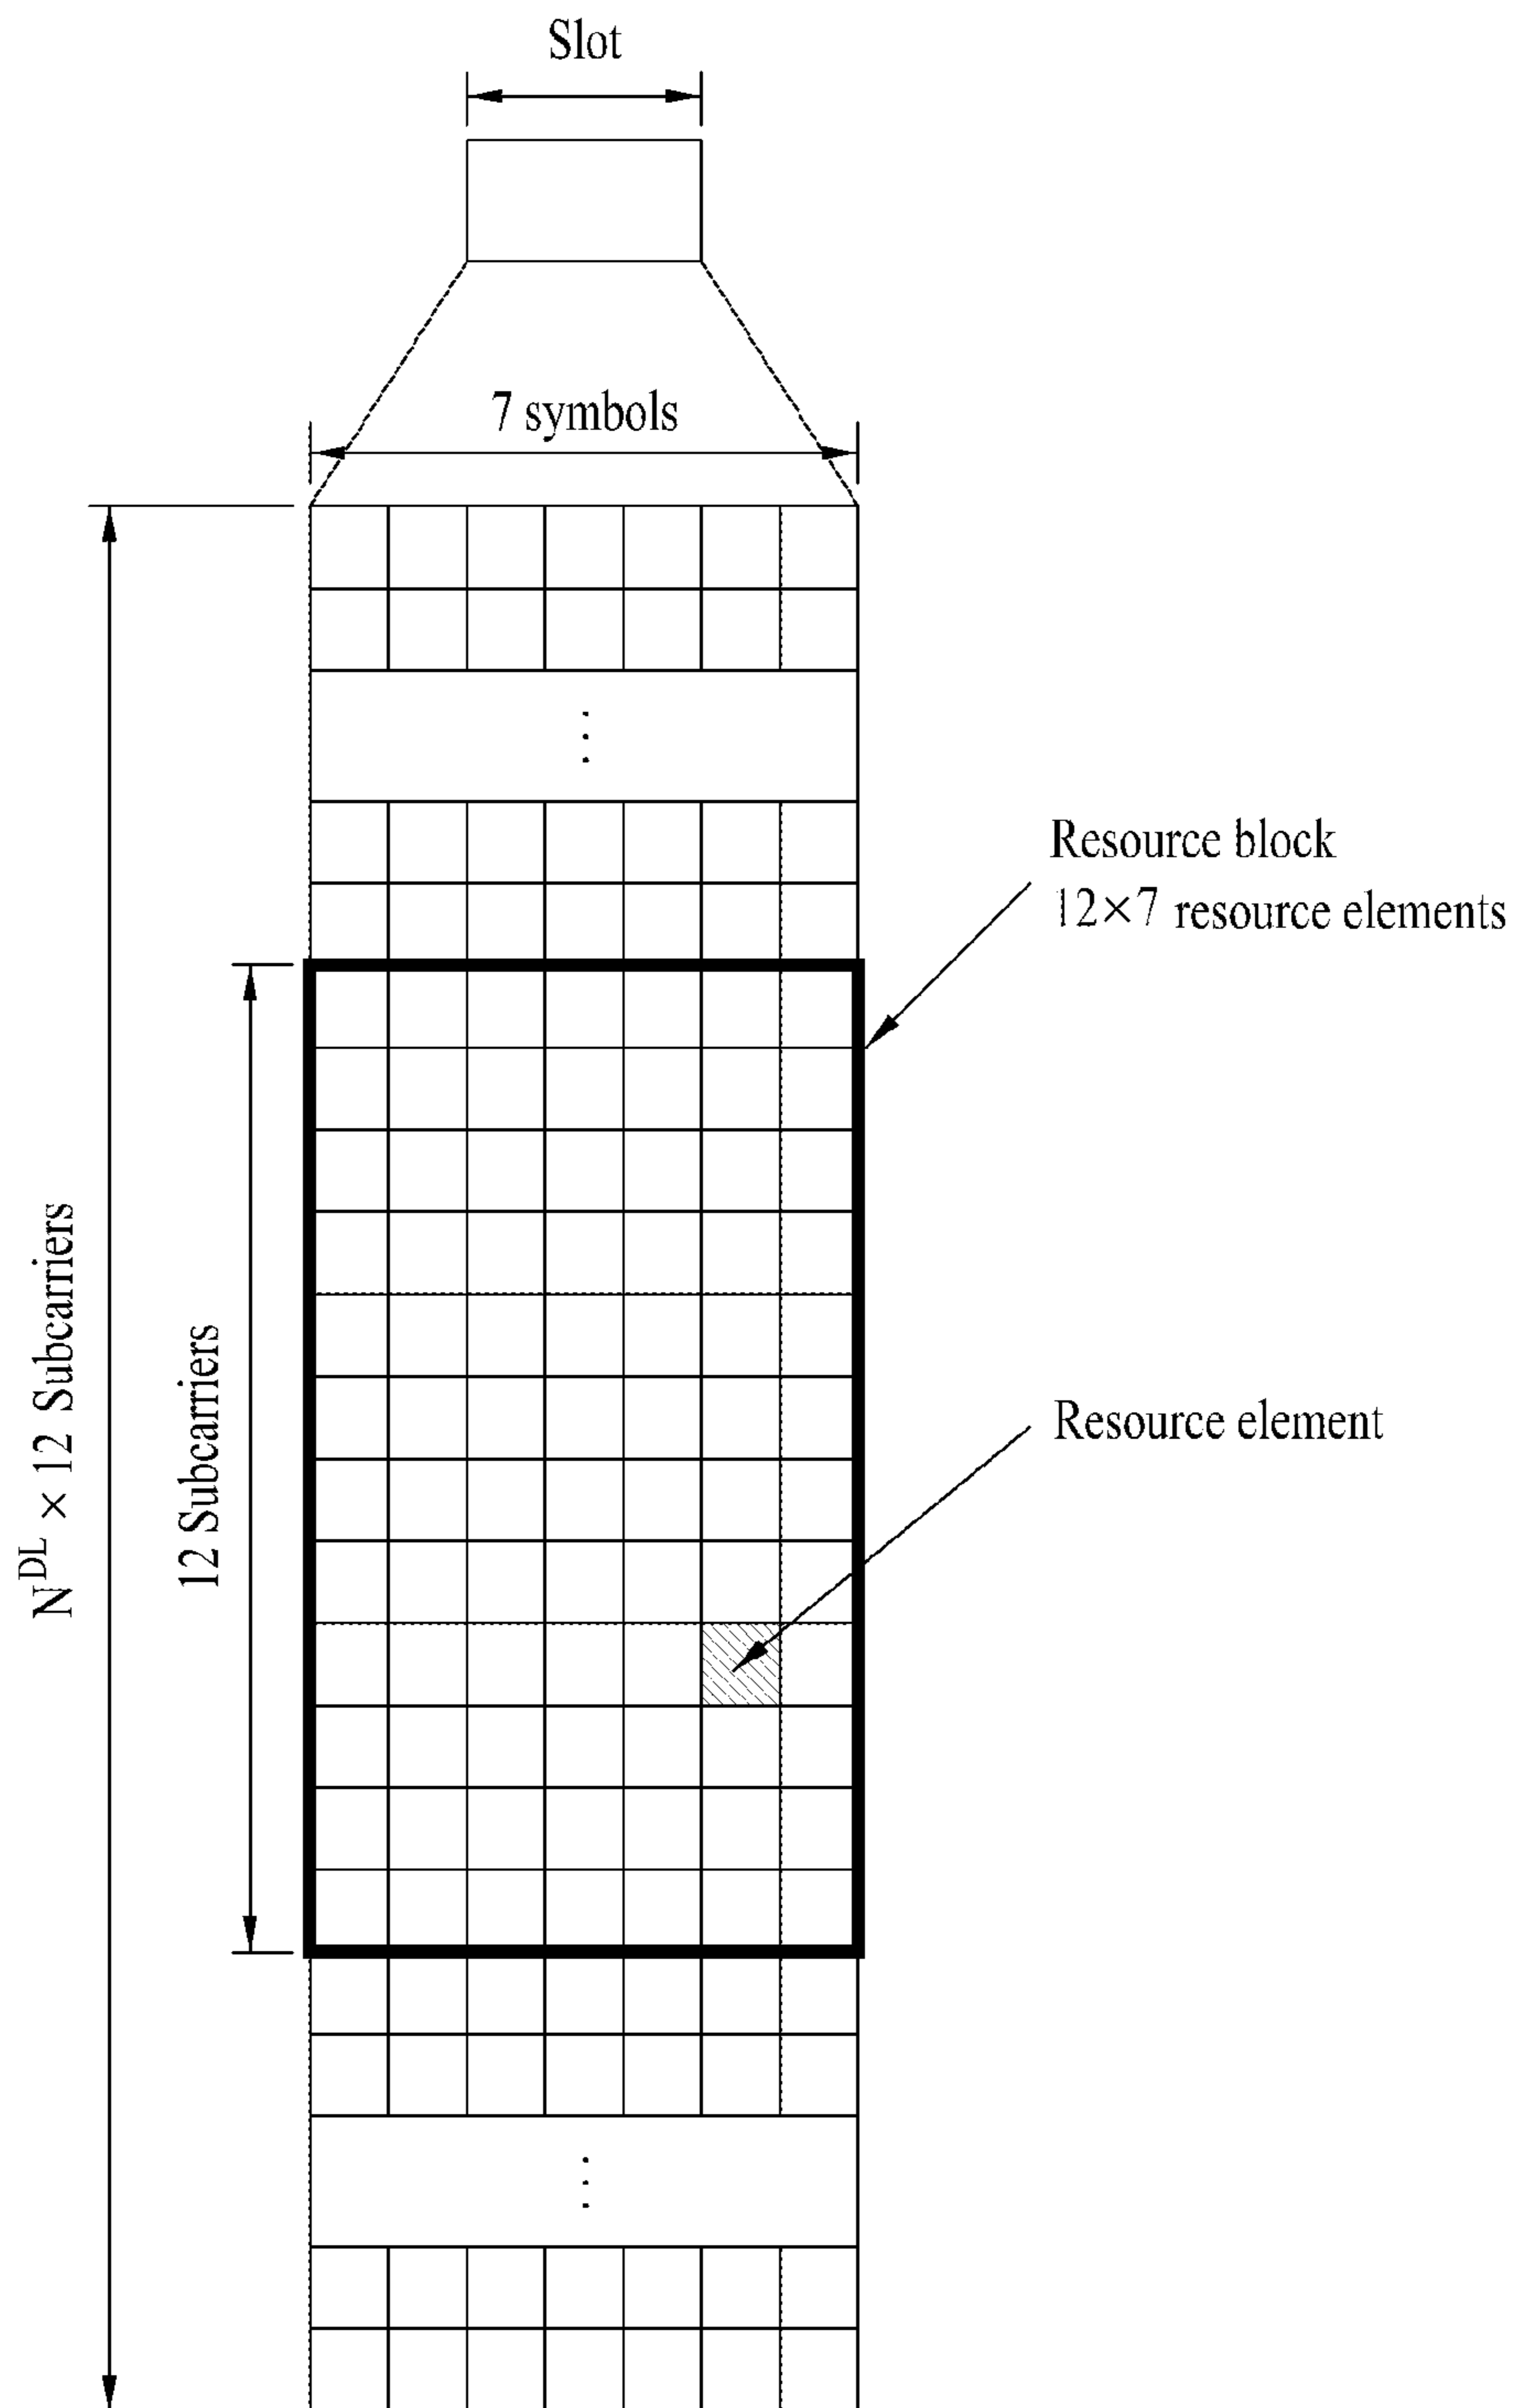 Slot
7 symbols
Resource block
12×7 resource elements
N^DL × 12 Subcarriers
12 Subcarriers
Resource element